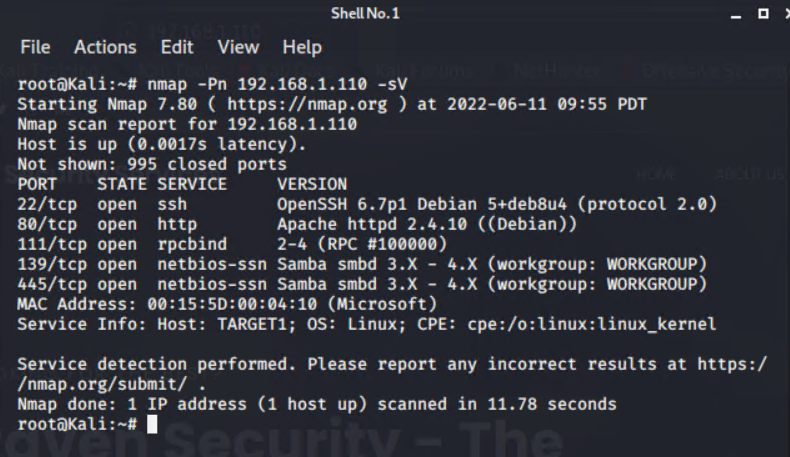 Shell No. 1
File Actions Edit View Help
root@Kali:~# nmap -Pn 192.168.1.110 -sV
Starting Nmap 7.80 ( https://nmap.org ) at 2022-06-11 09:55 PDT
Nmap scan report for 192.168.1.110
Host is up (0.0017s latency).
Not shown: 995 closed ports
PORT    STATE SERVICE     VERSION
22/tcp  open  ssh         OpenSSH 6.7p1 Debian 5+deb8u4 (protocol 2.0)
80/tcp  open  http        Apache httpd 2.4.10 ((Debian))
111/tcp open  rpcbind     2-4 (RPC #100000)
139/tcp open  netbios-ssn Samba smbd 3.X - 4.X (workgroup: WORKGROUP)
445/tcp open  netbios-ssn Samba smbd 3.X - 4.X (workgroup: WORKGROUP)
MAC Address: 00:15:5D:00:04:10 (Microsoft)
Service Info: Host: TARGET1; OS: Linux; CPE: cpe:/o:linux:linux_kernel
Service detection performed. Please report any incorrect results at https:/
/nmap.org/submit/ .
Nmap done: 1 IP address (1 host up) scanned in 11.78 seconds
root@Kali:~#
HOME ABOUT US
Security - The